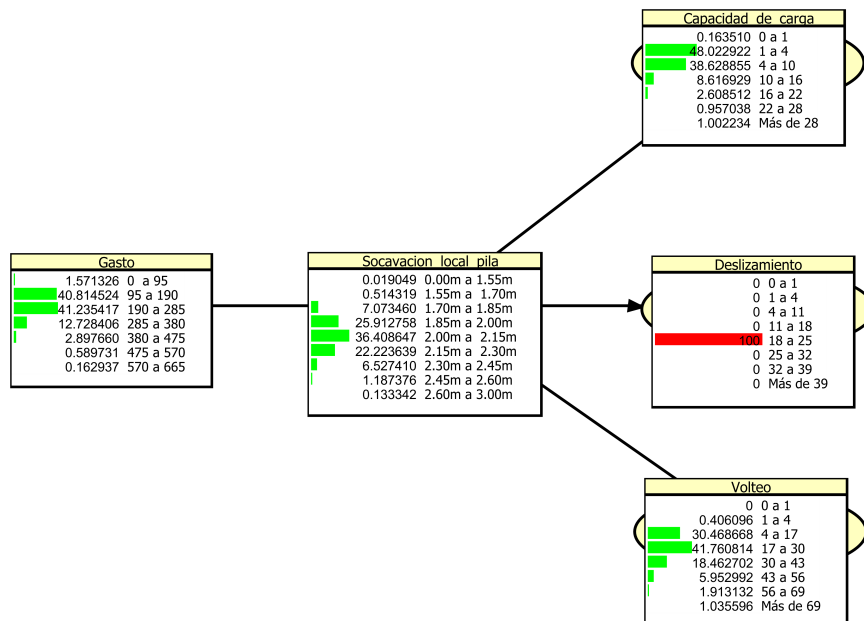 Capacidad de carga
0.163510 0 a 1
48.022922 1 a 4
38.628855 4 a 10
8.616929 10 a 16
2.608512 16 a 22
0.957038 22 a 28
1.002234 Más de 28
Gasto
1.571326 0 a 95
40.814524 95 a 190
41.235417 190 a 285
12.728406 285 a 380
2.897660 380 a 475
0.589731 475 a 570
0.162937 570 a 665
Socavacion local pila
0.019049 0.00m a 1.55m
0.514319 1.55m a 1.70m
7.073460 1.70m a 1.85m
25.912758 1.85m a 2.00m
36.408647 2.00m a 2.15m
22.223639 2.15m a 2.30m
6.527410 2.30m a 2.45m
1.187376 2.45m a 2.60m
0.133342 2.60m a 3.00m
Deslizamiento
0 0 a 1
0 1 a 4
0 4 a 11
0 11 a 18
100 18 a 25
0 25 a 32
0 32 a 39
0 Más de 39
Volteo
0 0 a 1
0.406096 1 a 4
30.468668 4 a 17
41.760814 17 a 30
18.462702 30 a 43
5.952992 43 a 56
1.913132 56 a 69
1.035596 Más de 69